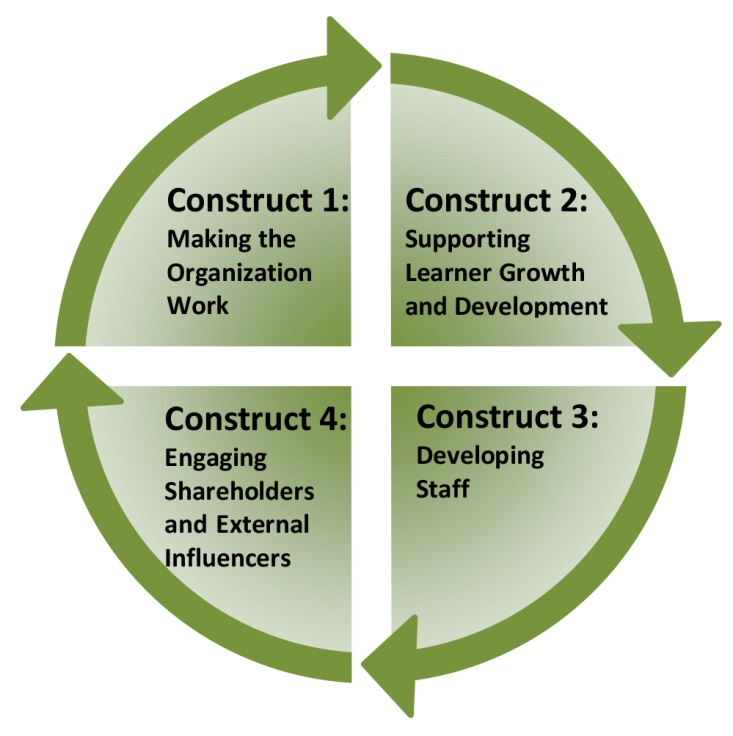 Construct 1:
Making the
Organization
Work
Construct 2:
Supporting
Learner Growth
and Development
Construct 3:
Developing
Staff
Construct 4:
Engaging
Shareholders
and External
Influencers